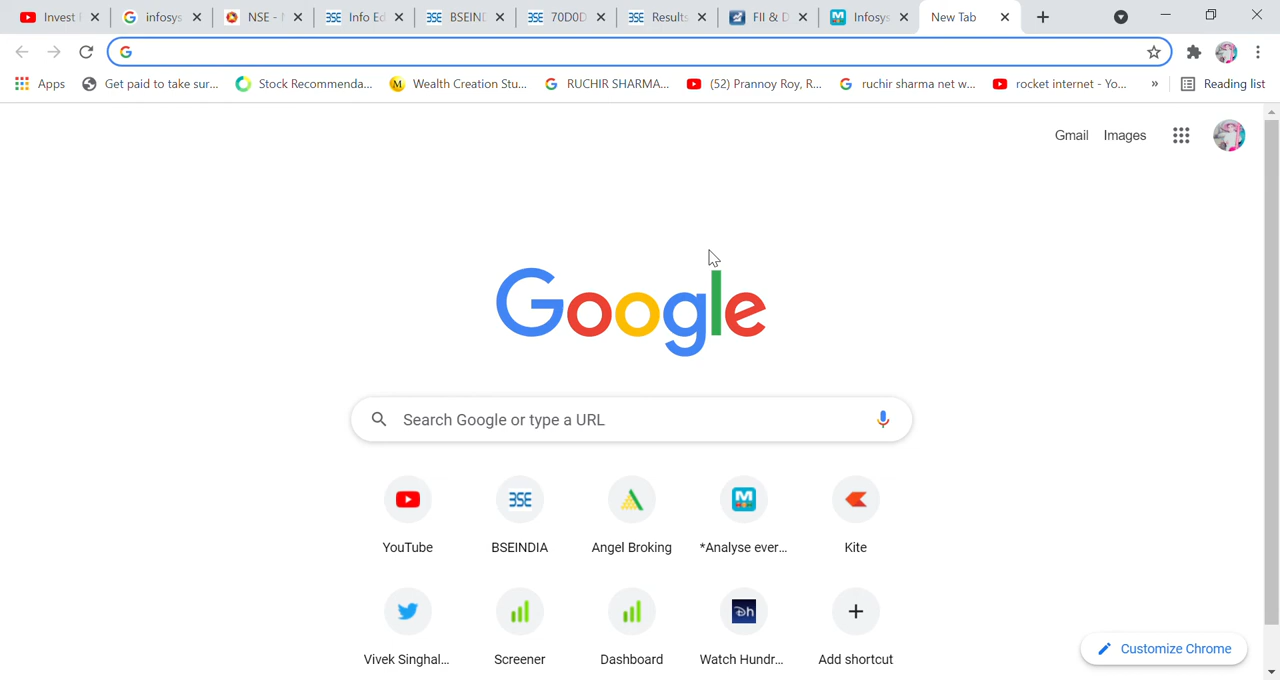 Invest
infosys
NSE -
Info Ed
BSEIN
70D0D
Results
FII & D
Infosys
New Tab
Apps
Get paid to take sur...
Stock Recommenda...
Wealth Creation Stu...
RUCHIR SHARMA...
(52) Prannoy Roy, R...
ruchir sharma net w...
rocket internet - Yo...
»
Reading list
Gmail
Images
Google
Search Google or type a URL
YouTube
BSEINDIA
Angel Broking
*Analyse ever...
Kite
Vivek Singhal...
Screener
Dashboard
Watch Hundr...
Add shortcut
Customize Chrome